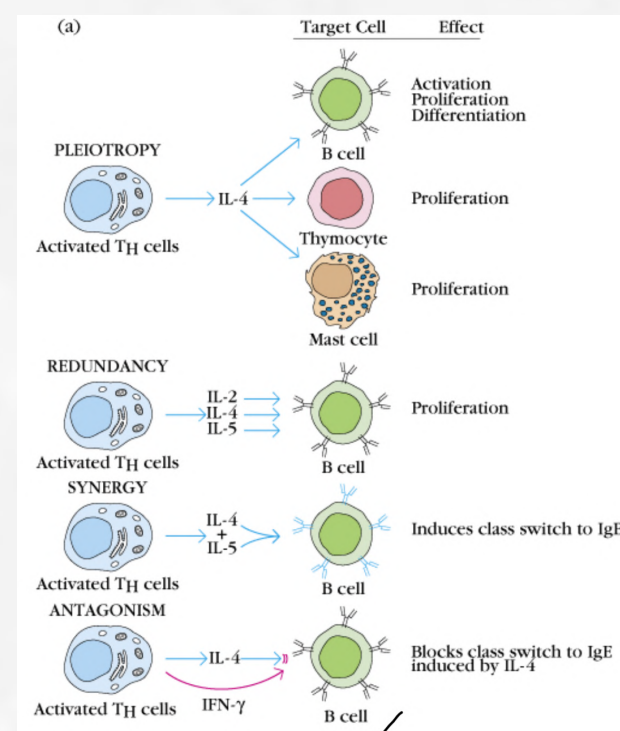 (a)
Target Cell Effect
Activation
Proliferation
Differentiation
B cell
PLEIOTROPY
IL-4
Proliferation
Activated TH cells
Thymocyte
Proliferation
Mast cell
REDUNDANCY
IL-2
IL-4
IL-5
Proliferation
Activated TH cells
B cell
SYNERGY
IL-4
+
IL-5
Induces class switch to IgE
Activated TH cells
B cell
ANTAGONISM
IL-4
Blocks class switch to IgE
induced by IL-4
IFN-γ
Activated TH cells
B cell